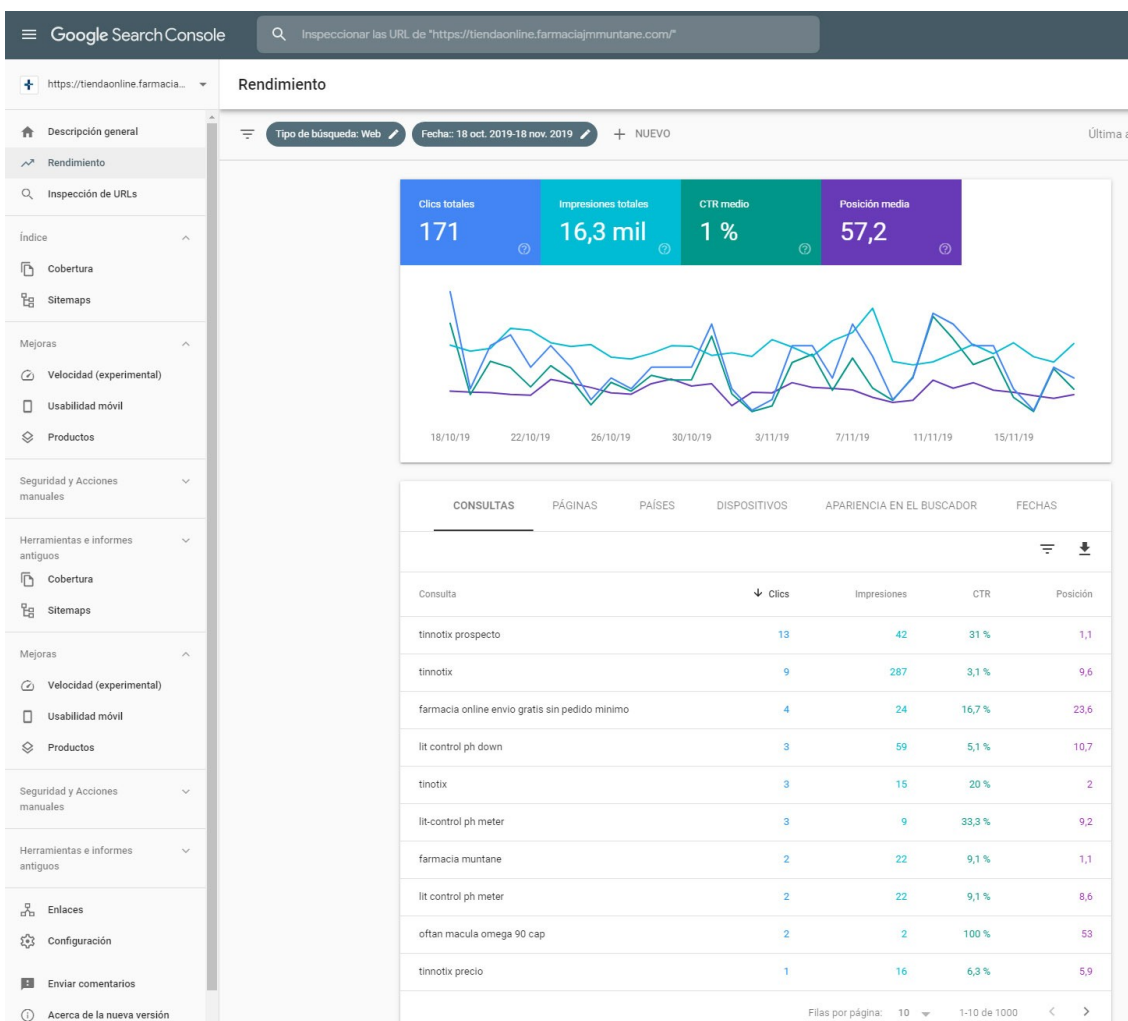 Google Search Console
Inspeccionar las URL de "https://tiendaonline.farmaciajmmuntane.com/"
https://tiendaonline.farmacia...
Rendimiento
Descripción general
Rendimiento
Inspección de URLs
Índice
Cobertura
Sitemaps
Mejoras
Velocidad (experimental)
Usabilidad móvil
Productos
Seguridad y Acciones
manuales
Herramientas e informes
antiguos
Cobertura
Sitemaps
Mejoras
Velocidad (experimental)
Usabilidad móvil
Productos
Seguridad y Acciones
manuales
Herramientas e informes
antiguos
Enlaces
Configuración
Enviar comentarios
Acerca de la nueva versión
Tipo de búsqueda: Web
Fecha:: 18 oct. 2019-18 nov. 2019
+ NUEVO
Última a
Clics totales
171
Impresiones totales
16,3 mil
CTR medio
1 %
Posición media
57,2
18/10/19 22/10/19 26/10/19 30/10/19 3/11/19 7/11/19 11/11/19 15/11/19
CONSULTAS PÁGINAS PAÍSES DISPOSITIVOS APARIENCIA EN EL BUSCADOR FECHAS
Consulta Clics Impresiones CTR Posición
tinnotix prospecto 13 42 31 % 1,1
tinnotix 9 287 3,1 % 9,6
farmacia online envio gratis sin pedido minimo 4 24 16,7 % 23,6
lit control ph down 3 59 5,1 % 10,7
tinotix 3 15 20 % 2
lit-control ph meter 3 9 33,3 % 9,2
farmacia muntane 2 22 9,1 % 1,1
lit control ph meter 2 22 9,1 % 8,6
oftan macula omega 90 cap 2 2 100 % 53
tinnotix precio 1 16 6,3 % 5,9
Filas por página: 10 1-10 de 1000